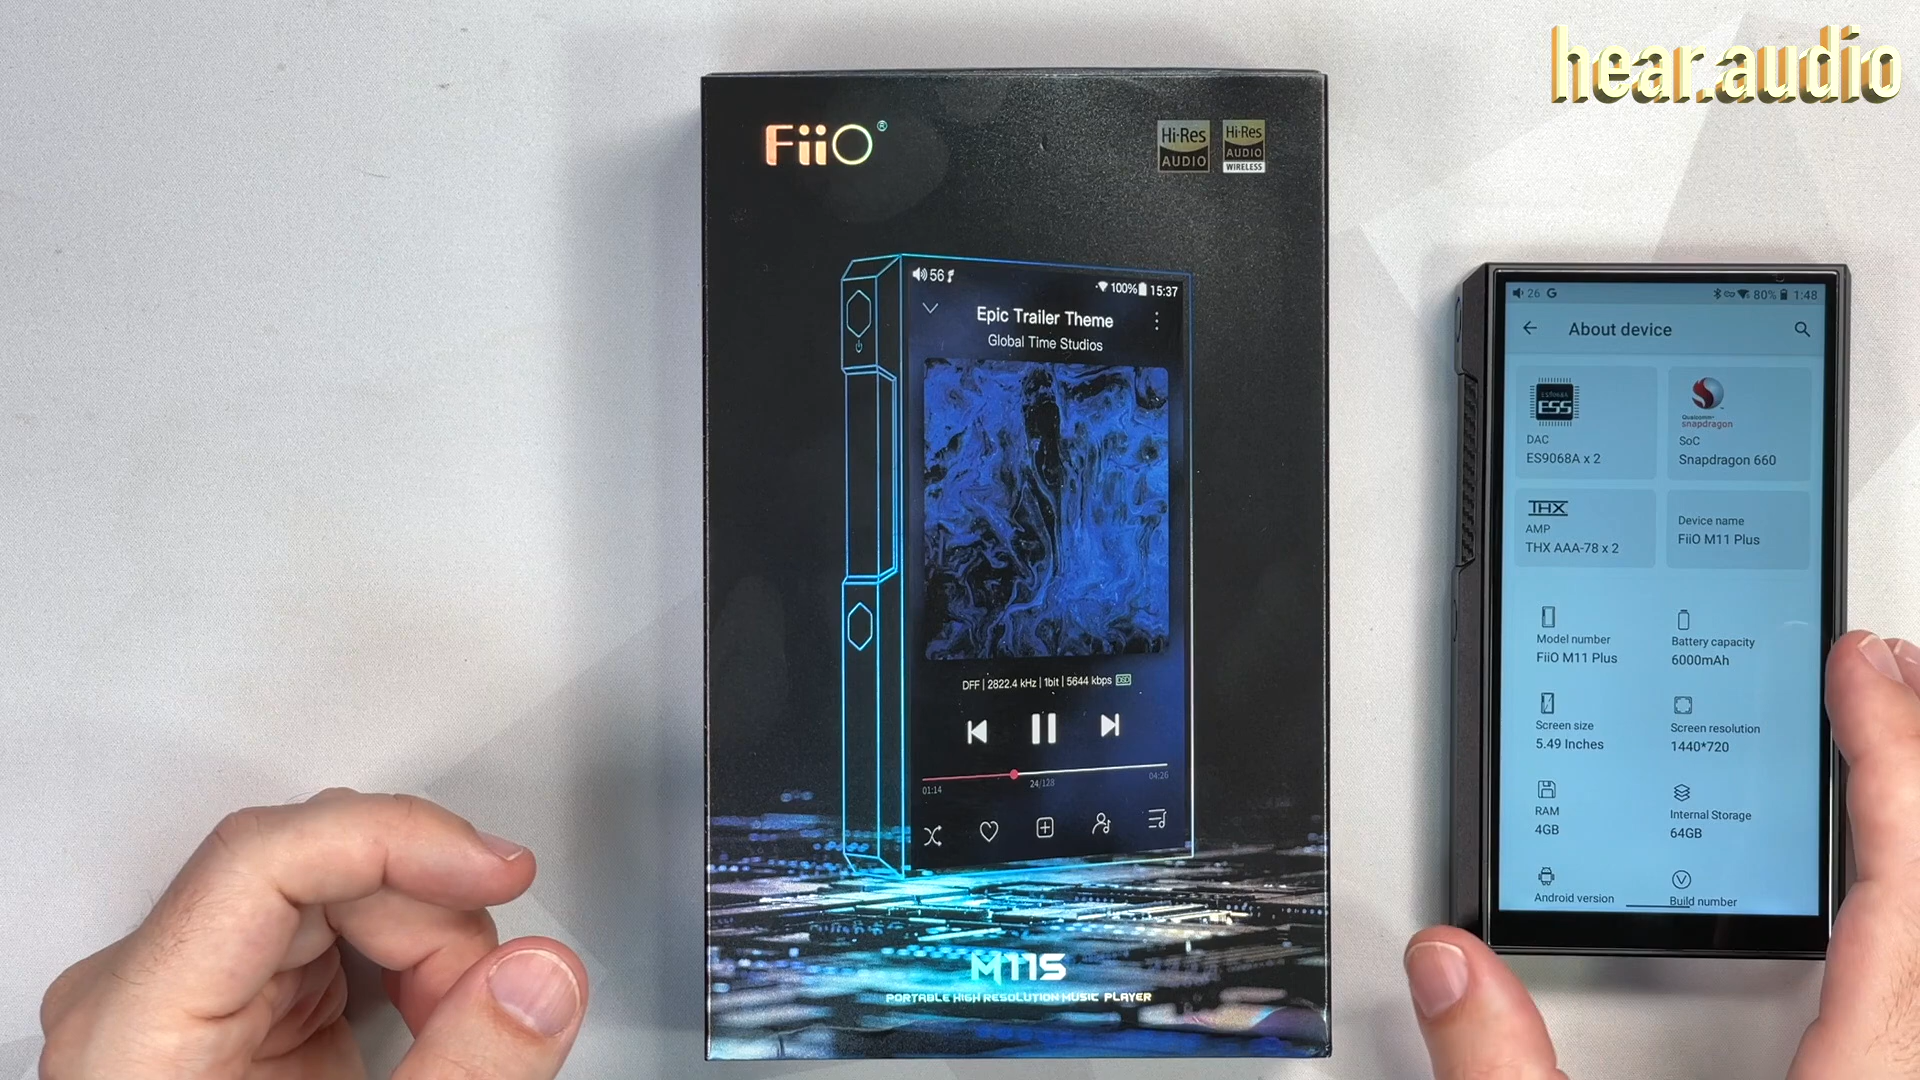 hear.audio
FiiO®
Hi-Res
AUDIO
Hi-Res
AUDIO
WIRELESS
56
100% 15:37
Epic Trailer Theme
Global Time Studios
DFF | 2822.4 kHz | 1bit | 5644 kbps DSD
01:14
24/128
04:26
M11S
PORTABLE HIGH RESOLUTION MUSIC PLAYER
26 G
80% 1:48
About device
ESS
DAC
ES9068A x 2
Qualcomm
snapdragon
SoC
Snapdragon 660
THX
AMP
THX AAA-78 x 2
Device name
FiiO M11 Plus
Model number
FiiO M11 Plus
Battery capacity
6000mAh
Screen size
5.49 Inches
Screen resolution
1440*720
RAM
4GB
Internal Storage
64GB
Android version
Build number